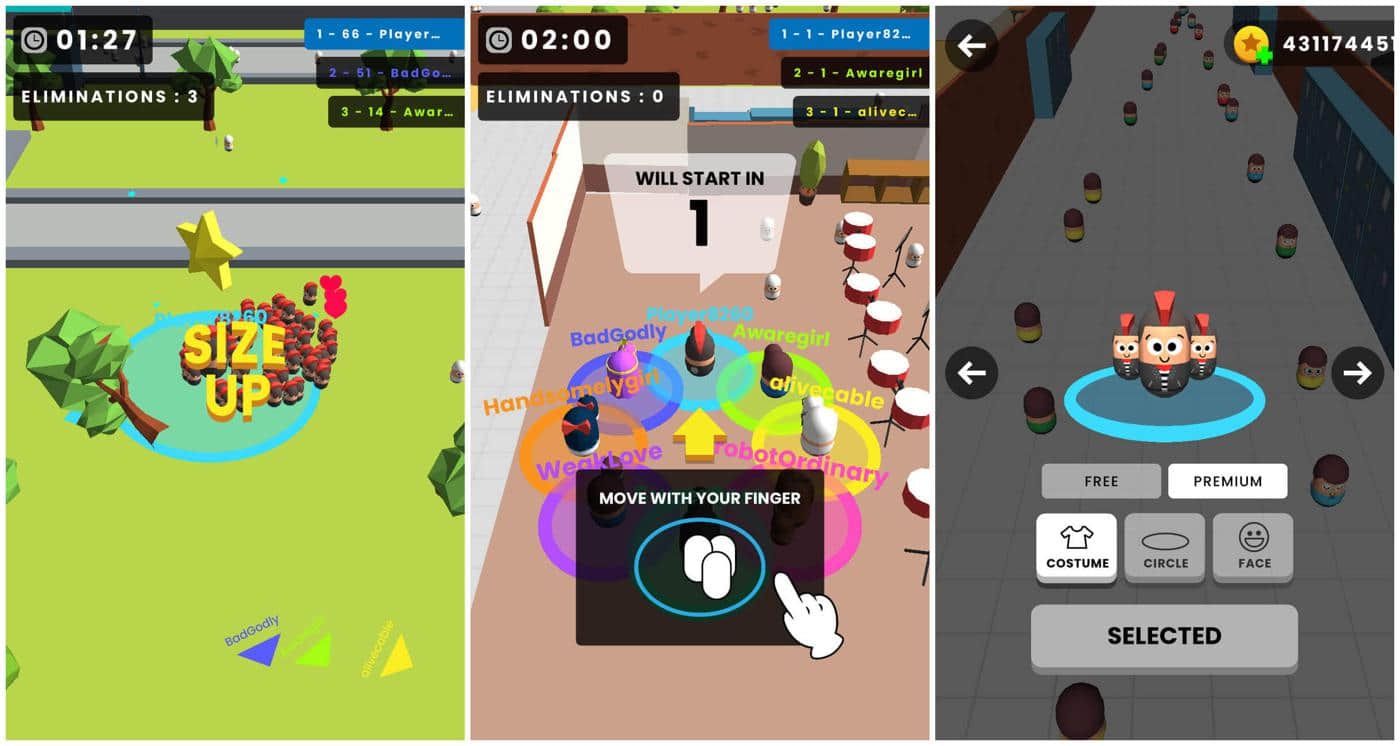 01:27
1 - 66 - Player...
2 - 51 - BadGo...
ELIMINATIONS : 3
3 - 14 - Awar...
SIZE
UP
BadGodly
alivecable
02:00
1 - 1 - Player82...
2 - 1 - Awaregirl
ELIMINATIONS : 0
3 - 1 - alivec...
WILL START IN
1
Player8260
BadGodly
Awaregirl
Handsomelygirl
alivecable
WeakLove
robotOrdinary
MOVE WITH YOUR FINGER
431174451
FREE
PREMIUM
COSTUME
CIRCLE
FACE
SELECTED